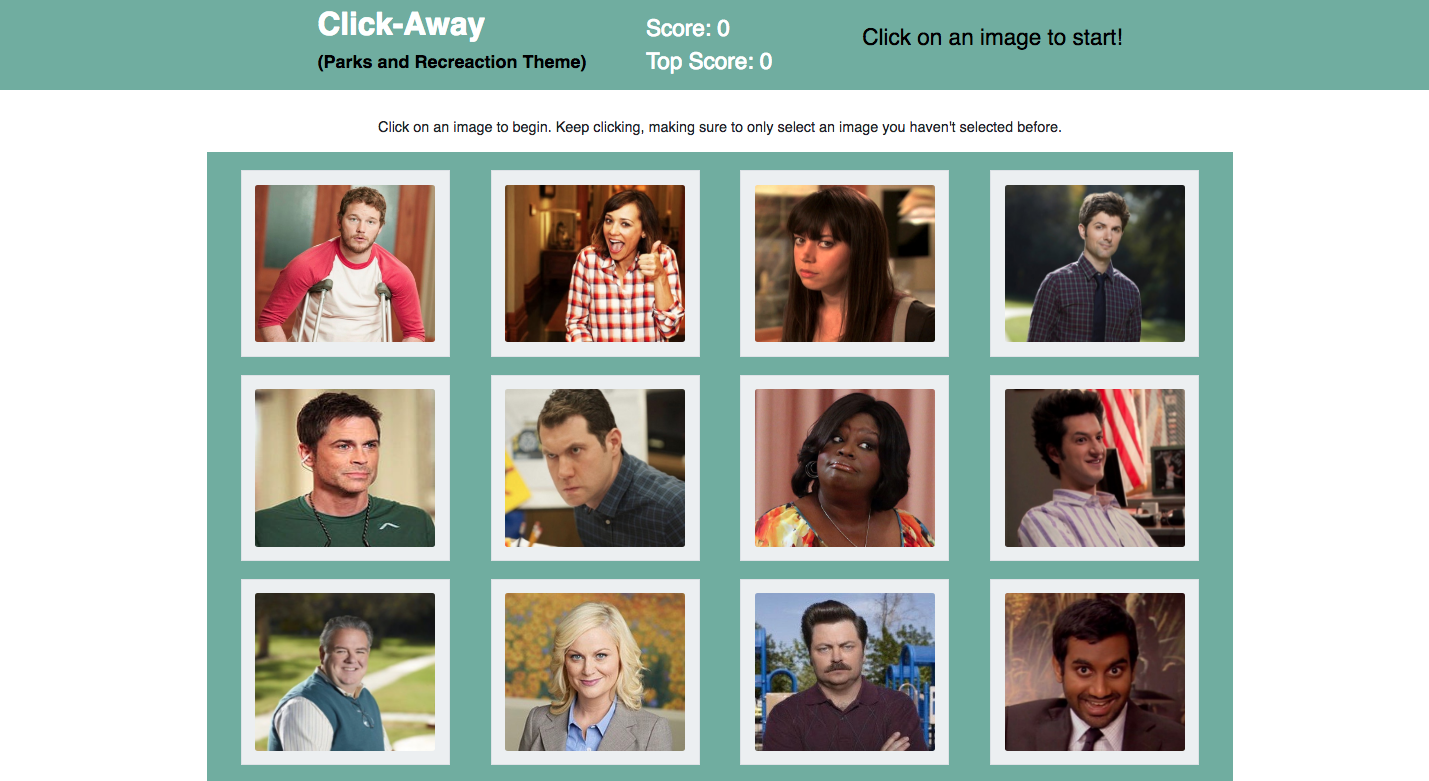 Click-Away
(Parks and Recreaction Theme)
Score: 0
Top Score: 0
Click on an image to start!
Click on an image to begin. Keep clicking, making sure to only select an image you haven't selected before.